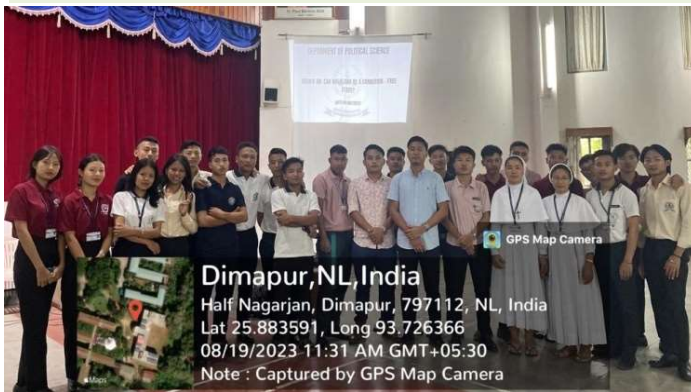 DEPARTMENT OF POLITICAL SCIENCE
GPS Map Camera
Dimapur,NL,India
Half Nagarjan, Dimapur, 797112, NL, India
Lat 25.883591, Long 93.726366
08/19/2023 11:31 AM GMT+05:30
Note : Captured by GPS Map Camera
Maps